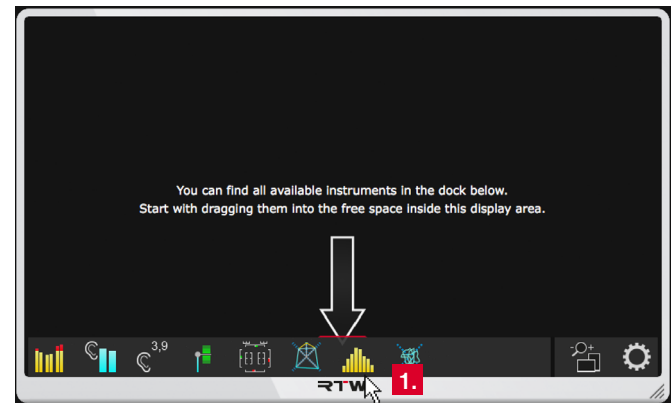 You can find all available instruments in the dock below.
Start with dragging them into the free space inside this display area.
3,9
1.
RTW